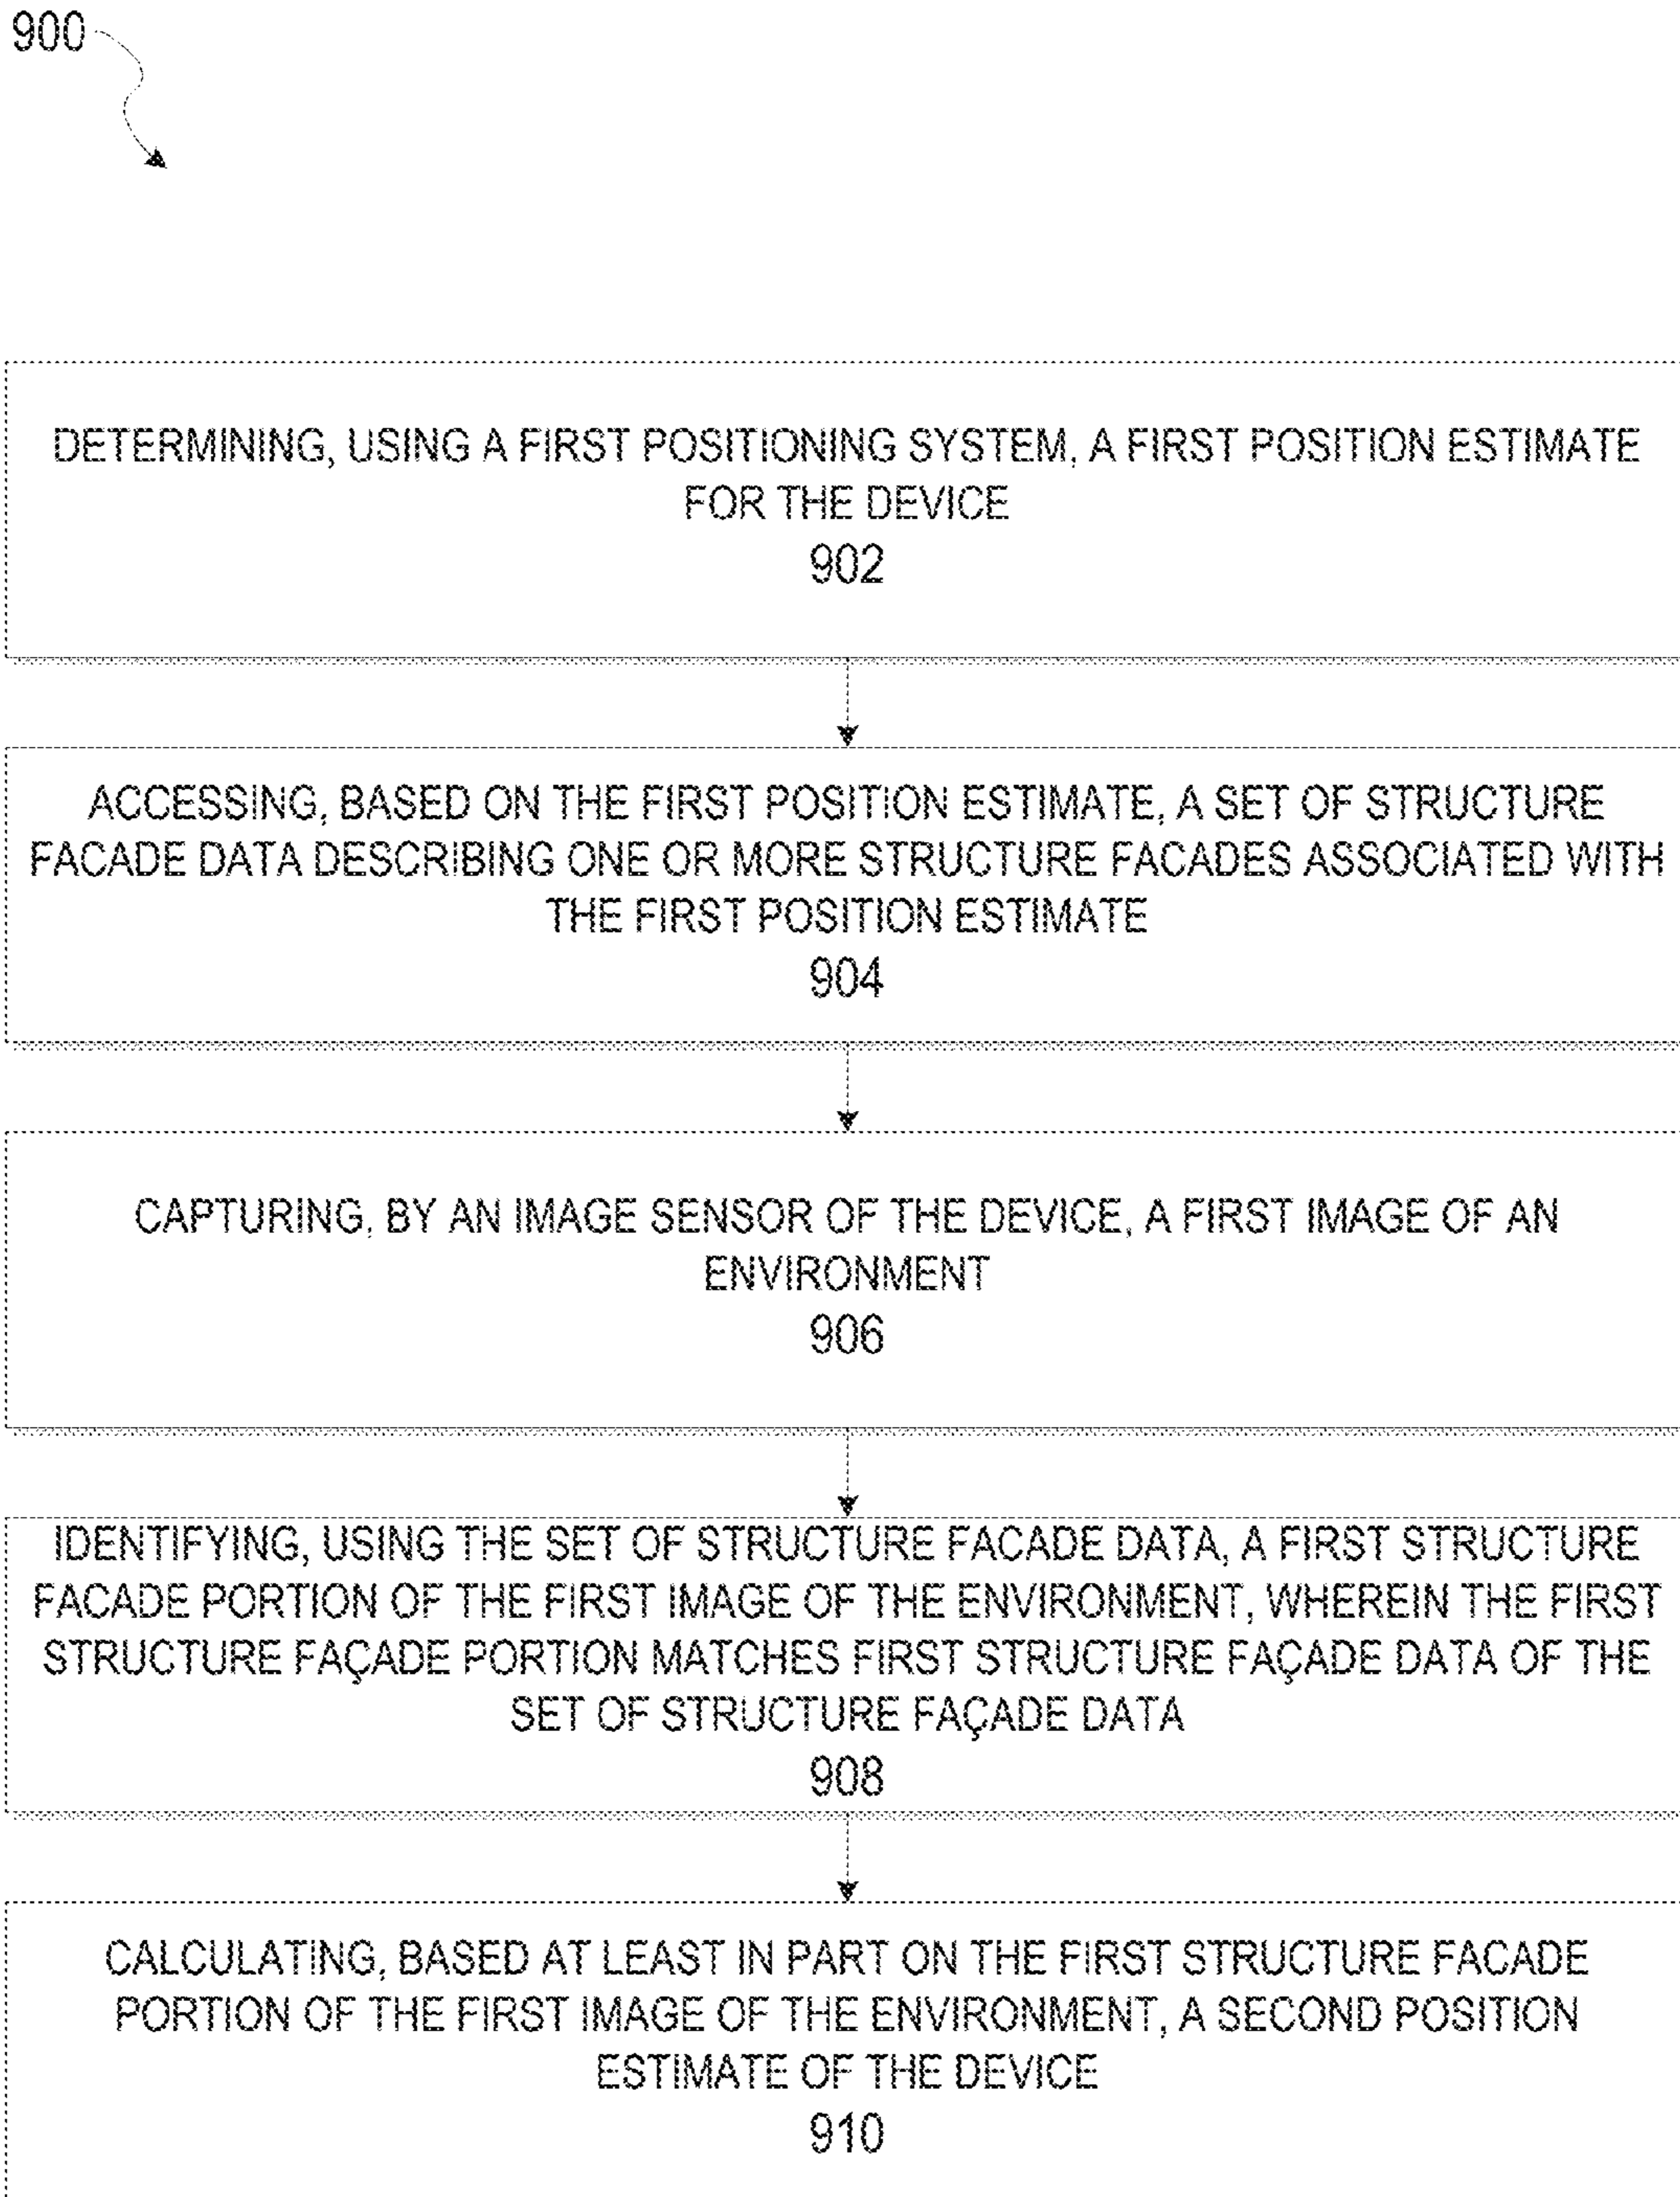 900
DETERMINING, USING A FIRST POSITIONING SYSTEM, A FIRST POSITION ESTIMATE
FOR THE DEVICE
902
ACCESSING, BASED ON THE FIRST POSITION ESTIMATE, A SET OF STRUCTURE
FACADE DATA DESCRIBING ONE OR MORE STRUCTURE FACADES ASSOCIATED WITH
THE FIRST POSITION ESTIMATE
904
CAPTURING, BY AN IMAGE SENSOR OF THE DEVICE, A FIRST IMAGE OF AN
ENVIRONMENT
906
IDENTIFYING, USING THE SET OF STRUCTURE FACADE DATA, A FIRST STRUCTURE
FACADE PORTION OF THE FIRST IMAGE OF THE ENVIRONMENT, WHEREIN THE FIRST
STRUCTURE FAÇADE PORTION MATCHES FIRST STRUCTURE FAÇADE DATA OF THE
SET OF STRUCTURE FAÇADE DATA
908
CALCULATING, BASED AT LEAST IN PART ON THE FIRST STRUCTURE FACADE
PORTION OF THE FIRST IMAGE OF THE ENVIRONMENT, A SECOND POSITION
ESTIMATE OF THE DEVICE
910